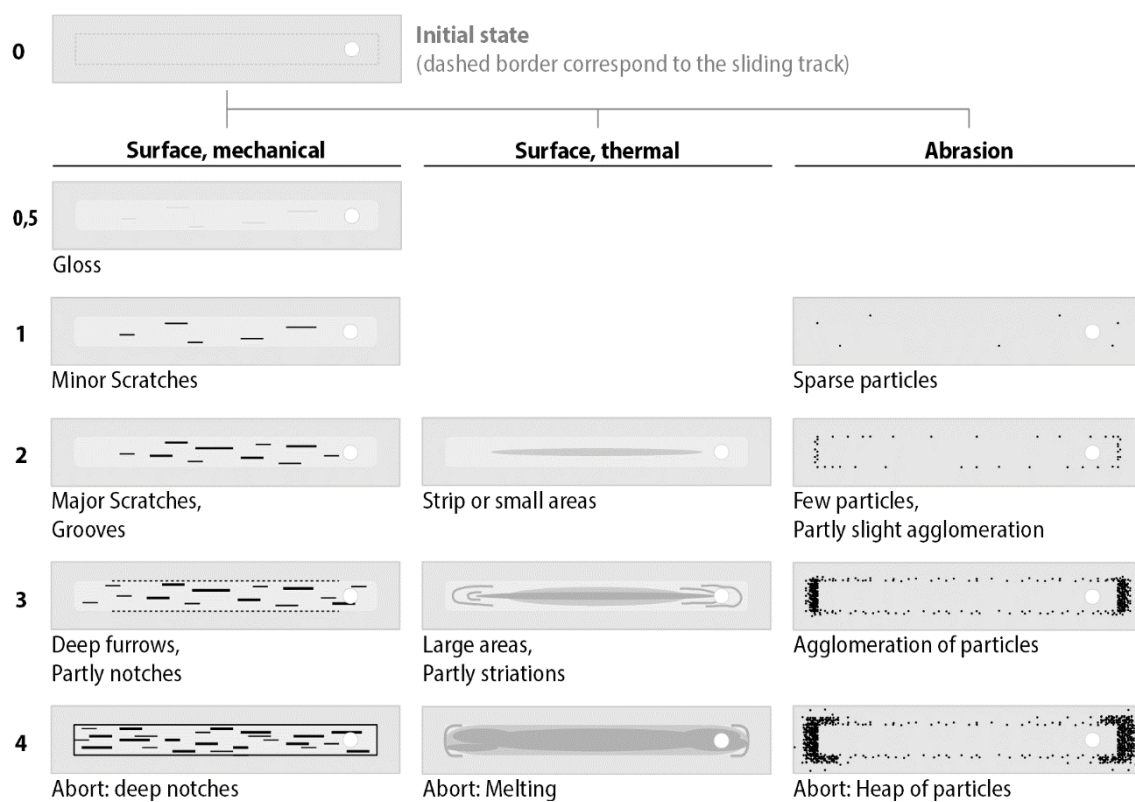 0
Initial state
(dashed border correspond to the sliding track)
Surface, mechanical
Surface, thermal
Abrasion
0,5
Gloss
1
Minor Scratches
Sparse particles
2
Major Scratches,
Grooves
Strip or small areas
Few particles,
Partly slight agglomeration
3
Deep furrows,
Partly notches
Large areas,
Partly striations
Agglomeration of particles
4
Abort: deep notches
Abort: Melting
Abort: Heap of particles